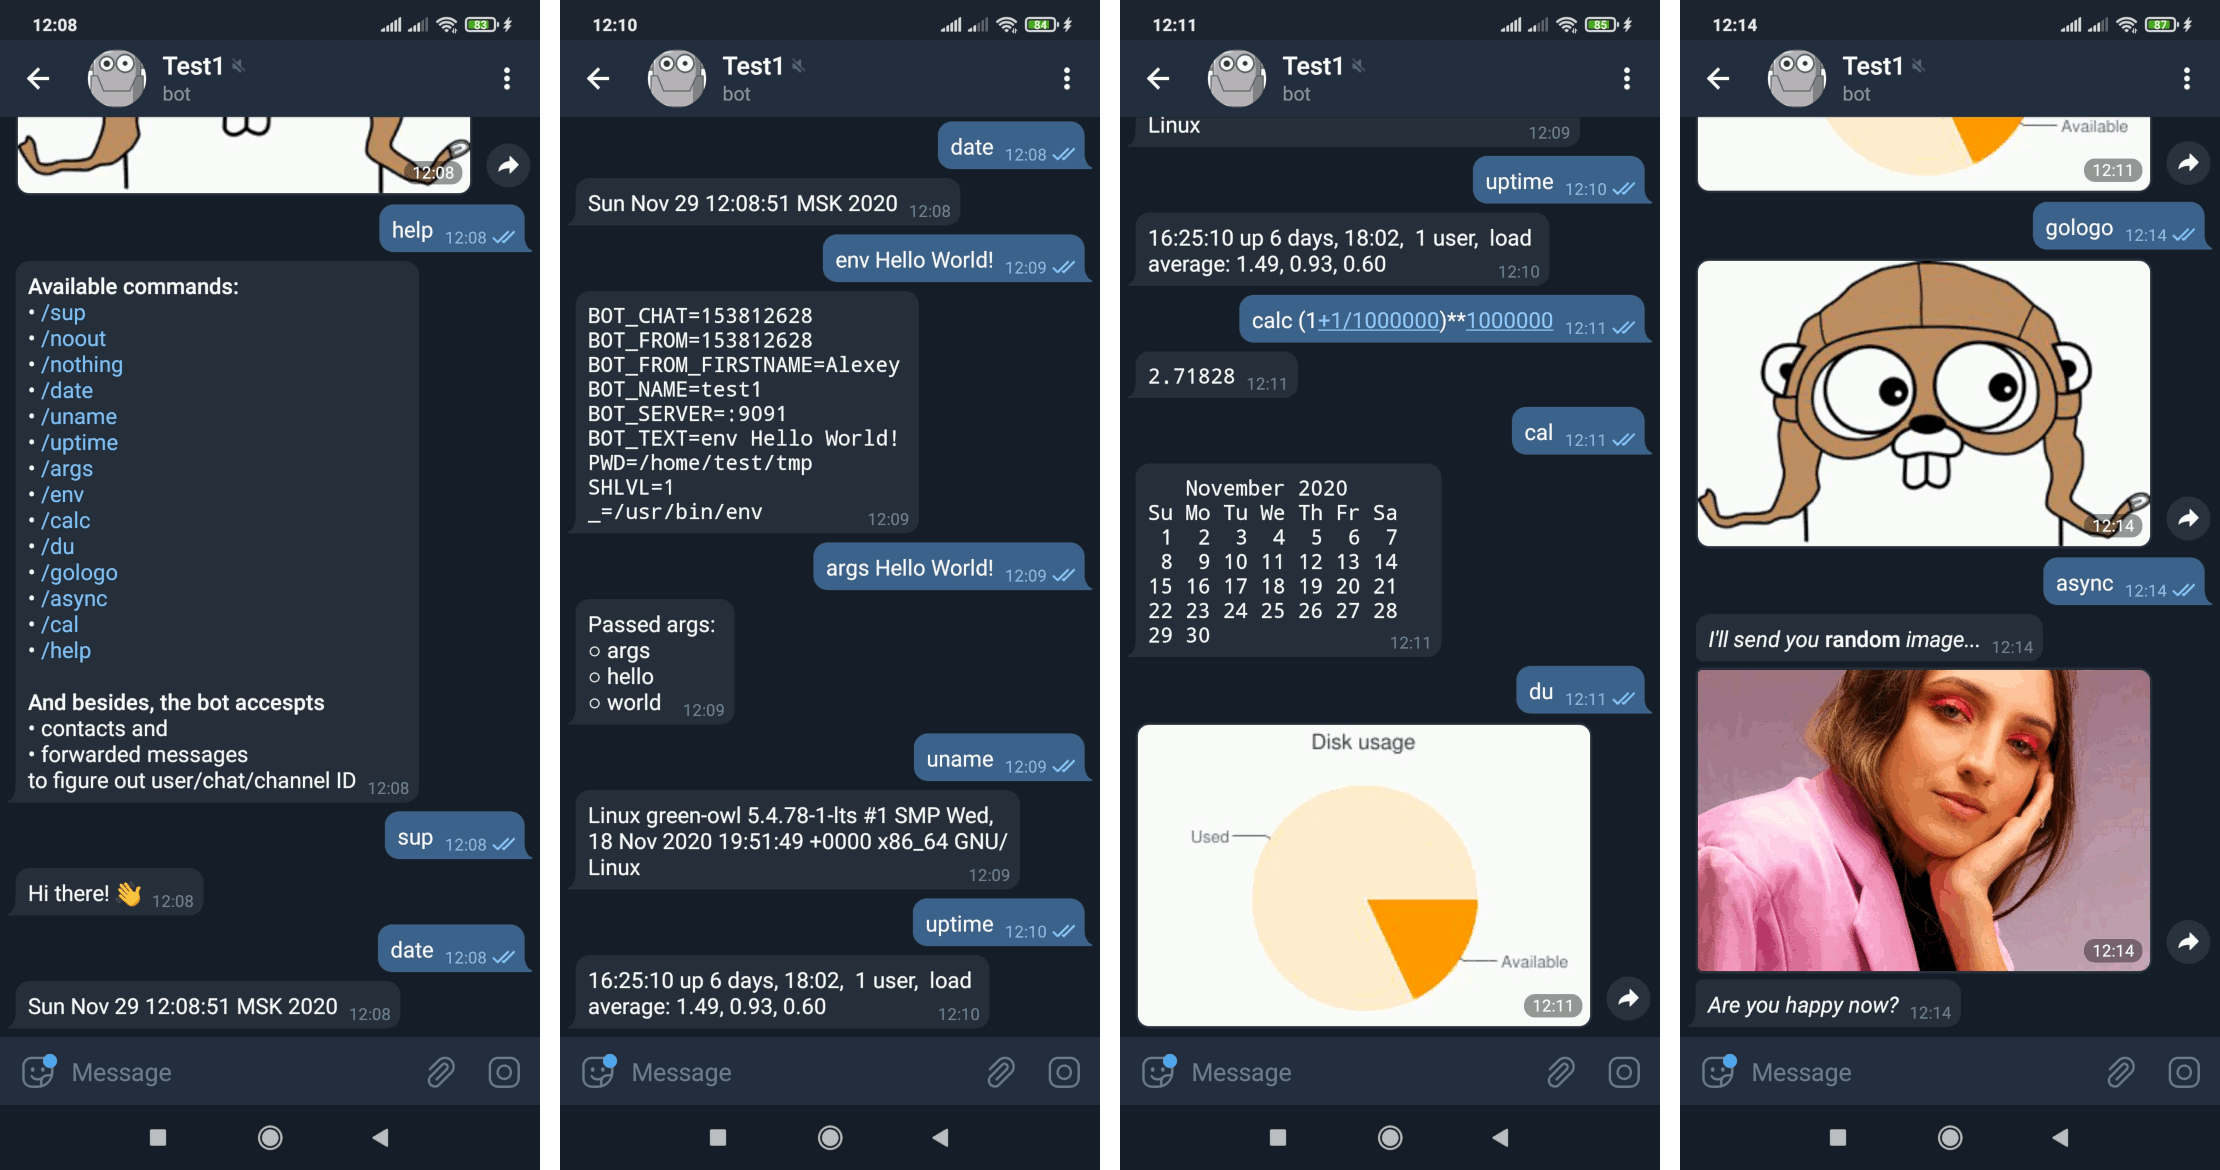 12:08
83
Test1
bot
12:08
help 12:08
Available commands:
• /sup
• /noout
• /nothing
• /date
• /uname
• /uptime
• /args
• /env
• /calc
• /du
• /gologo
• /async
• /cal
• /help
And besides, the bot accespts
• contacts and
• forwarded messages
to figure out user/chat/channel ID 12:08
sup 12:08
Hi there! 👋 12:08
date 12:08
Sun Nov 29 12:08:51 MSK 2020 12:08
Message
12:10
84
Test1
bot
date 12:08
Sun Nov 29 12:08:51 MSK 2020 12:08
env Hello World! 12:09
BOT_CHAT=153812628
BOT_FROM=153812628
BOT_FROM_FIRSTNAME=Alexey
BOT_NAME=test1
BOT_SERVER=:9091
BOT_TEXT=env Hello World!
PWD=/home/test/tmp
SHLVL=1
_=/usr/bin/env 12:09
args Hello World! 12:09
Passed args:
○ args
○ hello
○ world 12:09
uname 12:09
Linux green-owl 5.4.78-1-lts #1 SMP Wed,
18 Nov 2020 19:51:49 +0000 x86_64 GNU/
Linux 12:09
uptime 12:10
16:25:10 up 6 days, 18:02, 1 user, load
average: 1.49, 0.93, 0.60 12:10
Message
12:11
85
Test1
bot
Linux 12:09
uptime 12:10
16:25:10 up 6 days, 18:02, 1 user, load
average: 1.49, 0.93, 0.60 12:10
calc (1+1/1000000)**1000000 12:11
2.71828 12:11
cal 12:11
November 2020
Su Mo Tu We Th Fr Sa
1 2 3 4 5 6 7
8 9 10 11 12 13 14
15 16 17 18 19 20 21
22 23 24 25 26 27 28
29 30 12:11
du 12:11
Disk usage
Used
Available
12:11
Message
12:14
87
Test1
bot
Available
12:11
gologo 12:14
12:14
async 12:14
I'll send you random image... 12:14
12:14
Are you happy now? 12:14
Message